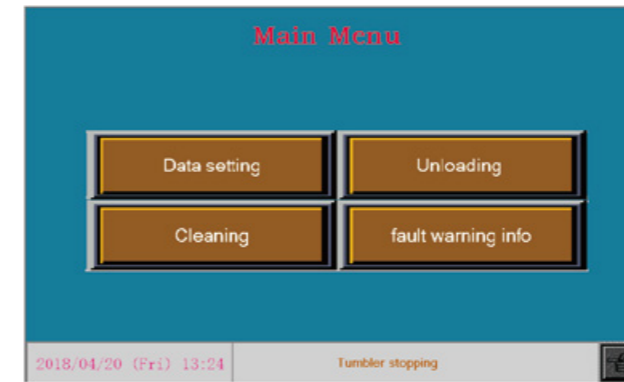 Main Menu
Data setting
Unloading
Cleaning
fault warning info
2018/04/20 (Fri) 13:24
Tumbler stopping